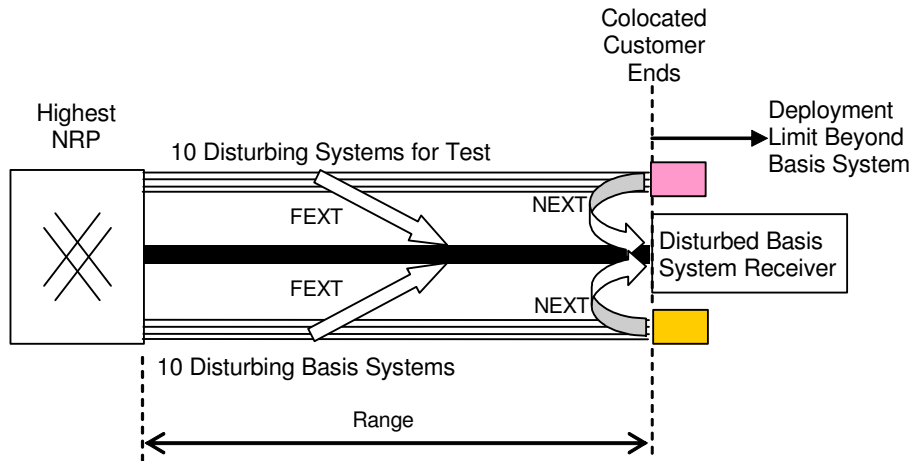 Colocated
Customer
Ends
Highest
NRP
Deployment
Limit Beyond
Basis System
10 Disturbing Systems for Test
FEXT
NEXT
Disturbed Basis
System Receiver
FEXT
NEXT
10 Disturbing Basis Systems
Range